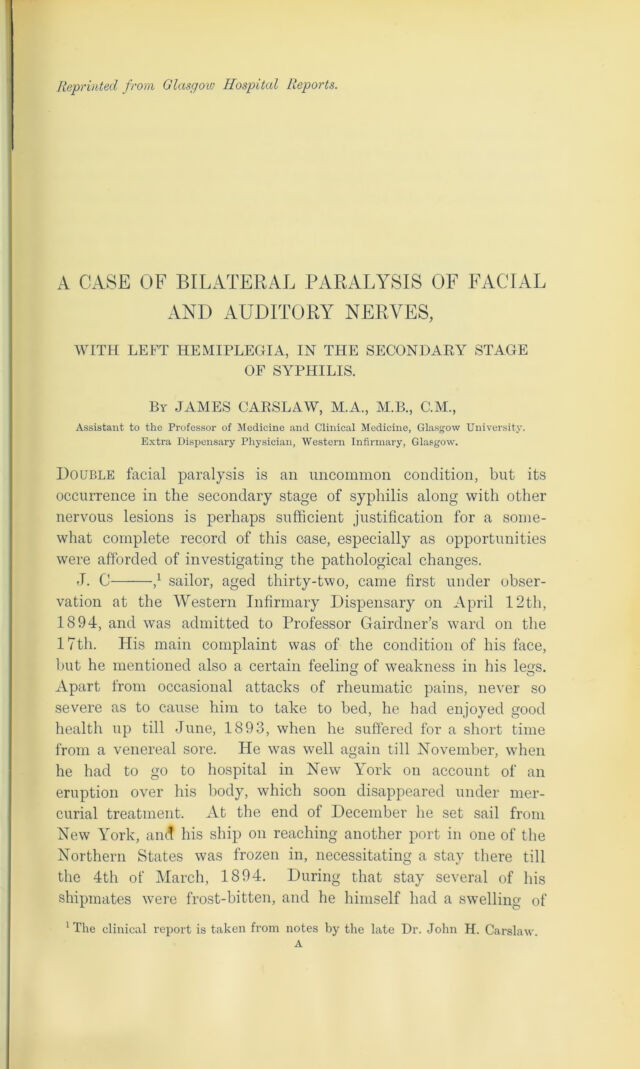 Reprinted from Glasgow Hospital Reports.
A CASE OF BILATERAL PARALYSIS OF FACIAL
AND AUDITORY NERVES,
WITH LEFT HEMIPLEGIA, IN THE SECONDARY STAGE
OF SYPHILIS.
By JAMES CARSLAW, M.A., M.B., C.M.,
Assistant to the Professor of Medicine and Clinical Medicine, Glasgow University.
Extra Dispensary Physician, Western Infirmary, Glasgow.
Double facial paralysis is an uncommon condition, but its
occurrence in the secondary stage of syphilis along with other
nervous lesions is perhaps sufficient justification for a some-
what complete record of this case, especially as opportunities
were afforded of investigating the pathological changes.
J. C——,¹ sailor, aged thirty-two, came first under obser-
vation at the Western Infirmary Dispensary on April 12th,
1894, and was admitted to Professor Gairdner's ward on the
17th. His main complaint was of the condition of his face,
but he mentioned also a certain feeling of weakness in his legs.
Apart from occasional attacks of rheumatic pains, never so
severe as to cause him to take to bed, he had enjoyed good
health up till June, 1893, when he suffered for a short time
from a venereal sore. He was well again till November, when
he had to go to hospital in New York on account of an
eruption over his body, which soon disappeared under mer-
curial treatment. At the end of December he set sail from
New York, and his ship on reaching another port in one of the
Northern States was frozen in, necessitating a stay there till
the 4th of March, 1894. During that stay several of his
shipmates were frost-bitten, and he himself had a swelling of
¹ The clinical report is taken from notes by the late Dr. John H. Carslaw.
A